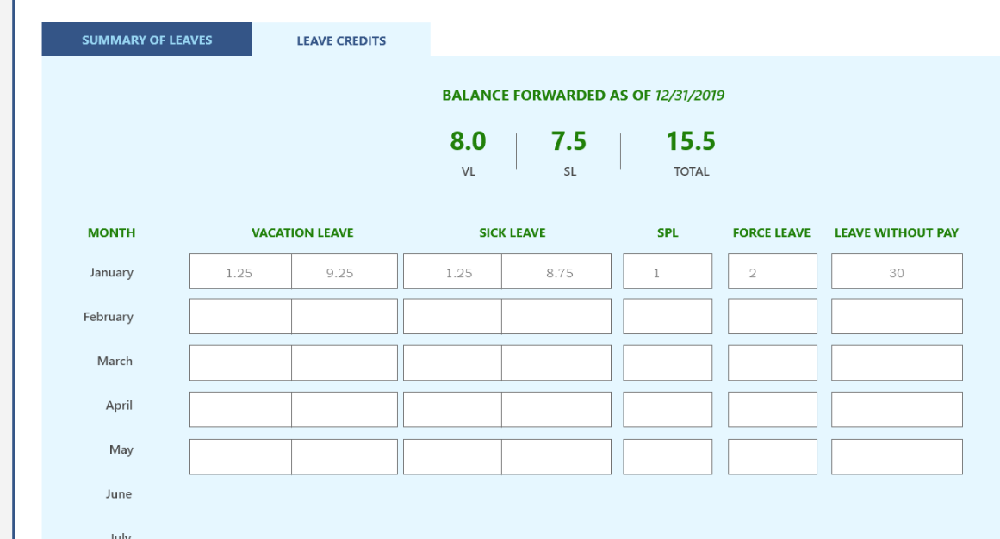 SUMMARY OF LEAVES LEAVE CREDITS
BALANCE FORWARDED AS OF 12/31/2019
8.0 7.5 15.5
VL SL TOTAL
MONTH VACATION LEAVE SICK LEAVE SPL FORCE LEAVE LEAVE WITHOUT PAY
January 1.25 9.25 1.25 8.75 1 2 30
February
March
April
May
June
July